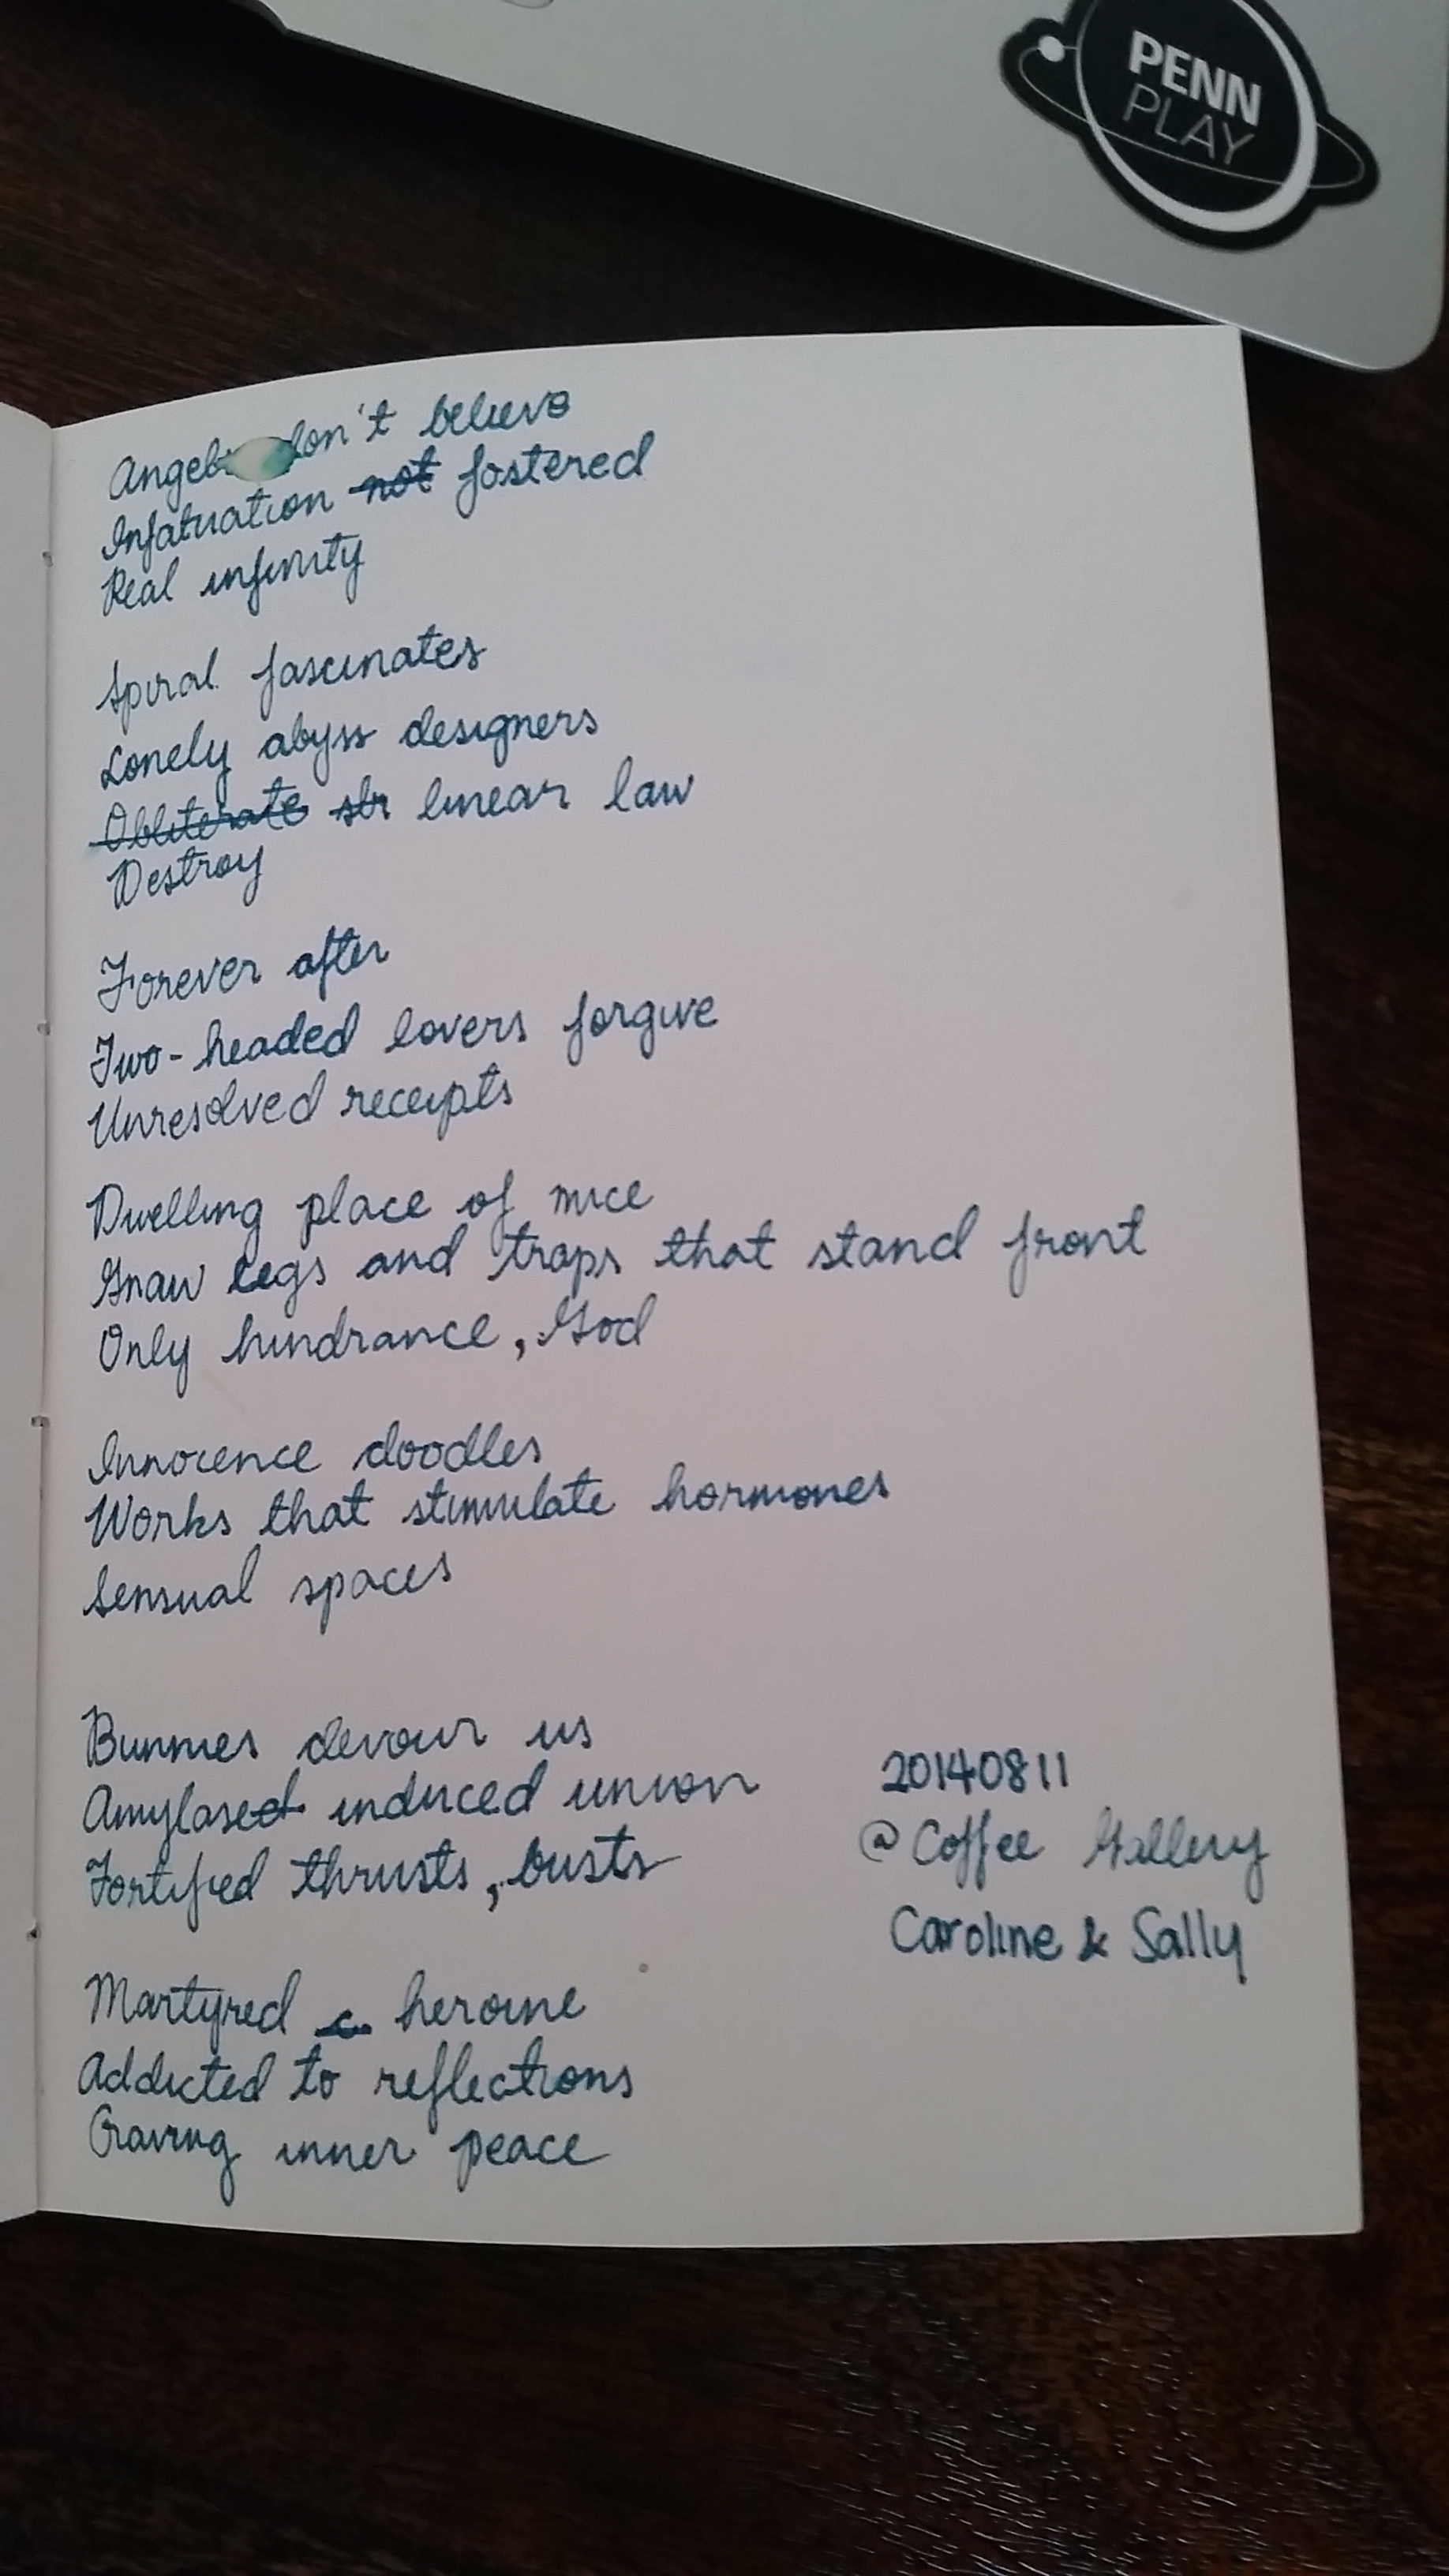 PENN
PLAY
Angels don't believe
Infatuation not fostered
Real infinity
Spiral fascinates
Lonely abyss designers
Obliterate str linear law
Destroy
Forever after
Two-headed lovers forgive
Unresolved receipts
Dwelling place of mice
Gnaw legs and traps that stand front
Only hindrance, God
Innocence doodles
Works that stimulate hormones
Sensual spaces
Bunnies devour us
Amylased induced union
Fortified thrusts, busts
20140811
@ Coffee Gallery
Caroline & Sally
Martyred heroine
Addicted to reflections
Craving inner peace